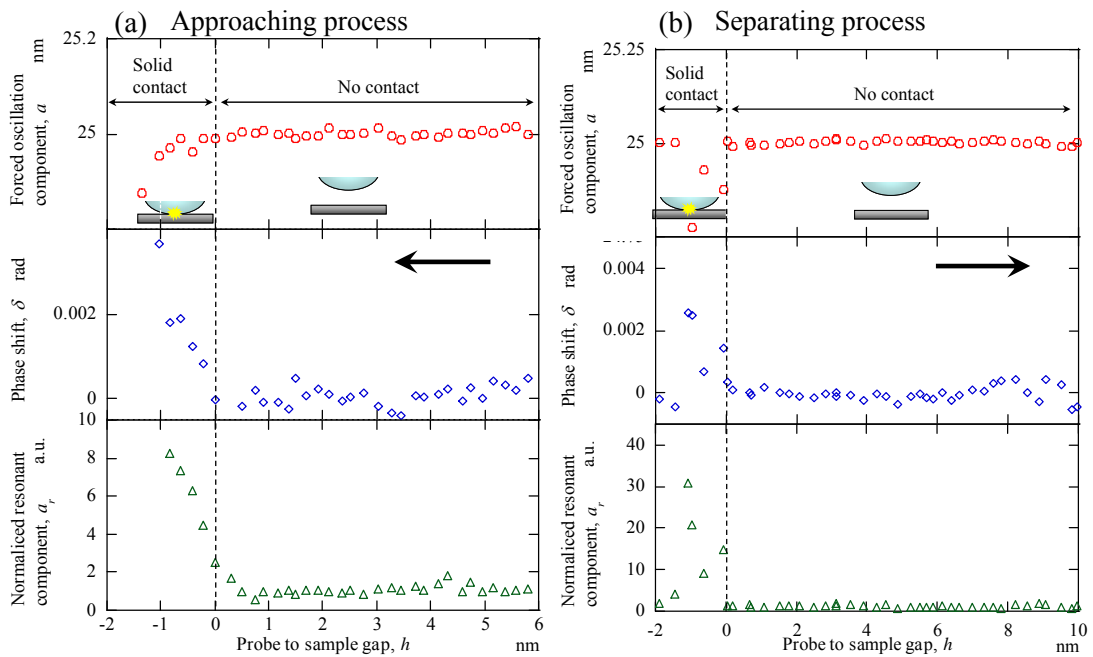 (a) Approaching process
25.2
nm
Forced oscillation
component, a
Solid
contact
No contact
25
Phase shift, δ rad
0.002
0
Normaliced resonant
component, a_r a.u.
10
8
6
4
2
0
-2 -1 0 1 2 3 4 5 6
Probe to sample gap, h nm
(b) Separating process
25.25
nm
Forced oscillation
component, a
Solid
contact
No contact
25
Phase shift, δ rad
0.004
0.002
0
Normaliced resonant
component, a_r a.u.
40
30
20
10
0
-2 0 2 4 6 8 10
Probe to sample gap, h nm